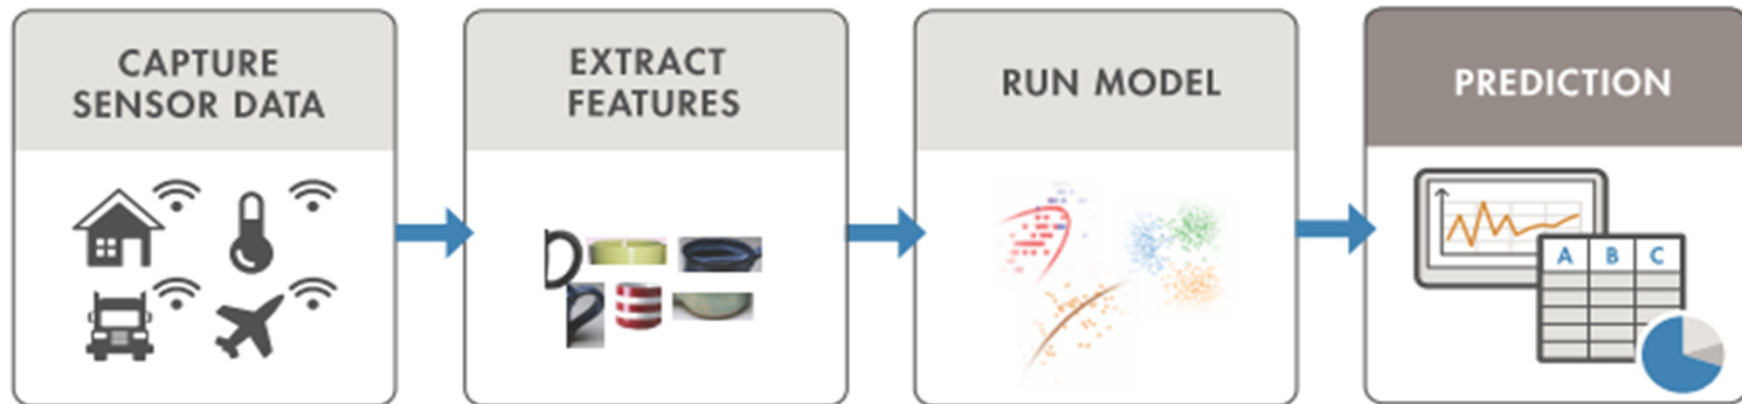 CAPTURE
SENSOR DATA
EXTRACT
FEATURES
RUN MODEL
PREDICTION
A B C